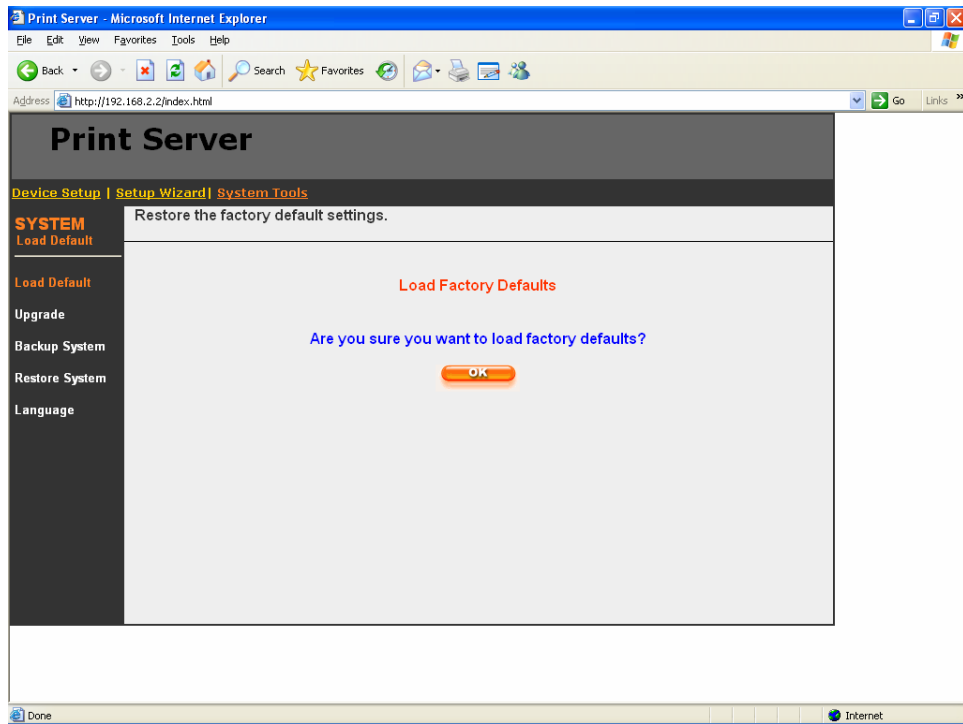 Print Server - Microsoft Internet Explorer
File Edit View Favorites Tools Help
Back Search Favorites
Address http://192.168.2.2/index.html Go Links »
Print Server
Device Setup | Setup Wizard | System Tools
SYSTEM
Load Default
Restore the factory default settings.
Load Default
Upgrade
Backup System
Restore System
Language
Load Factory Defaults
Are you sure you want to load factory defaults?
OK
Done Internet